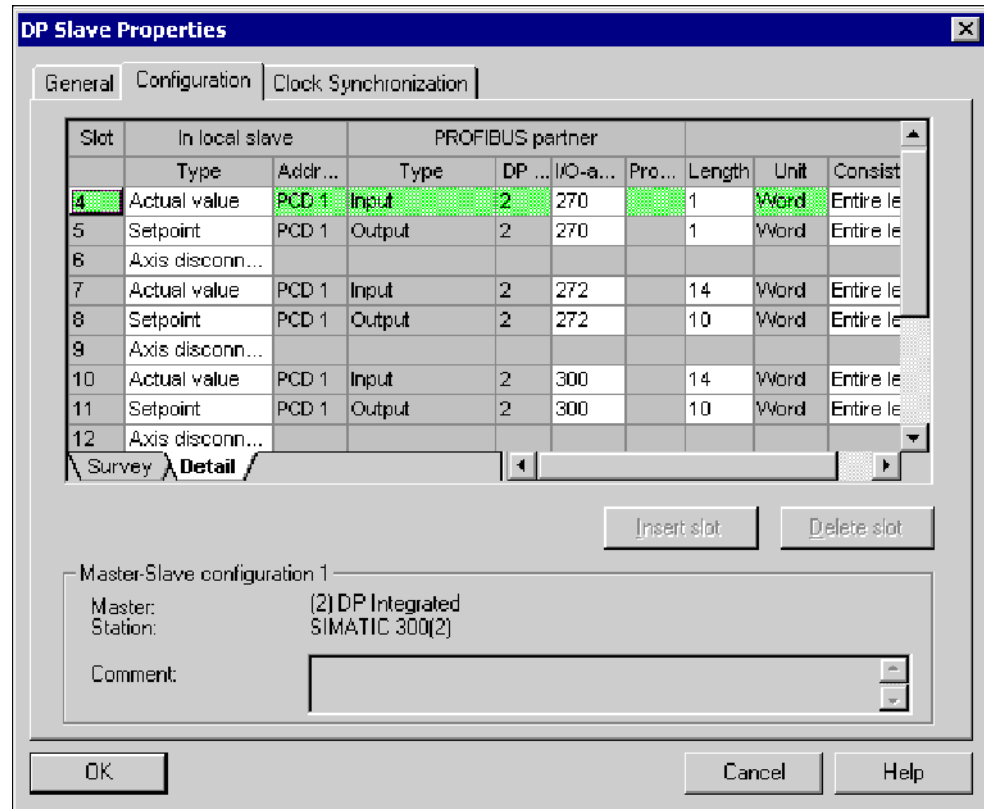 DP Slave Properties
General Configuration Clock Synchronization
Slot In local slave PROFIBUS partner
Type Addr... Type DP ... I/O-a... Pro... Length Unit Consist
4 Actual value PCD 1 Input 2 270 1 Word Entire le
5 Setpoint PCD 1 Output 2 270 1 Word Entire le
6 Axis disconn...
7 Actual value PCD 1 Input 2 272 14 Word Entire le
8 Setpoint PCD 1 Output 2 272 10 Word Entire le
9 Axis disconn...
10 Actual value PCD 1 Input 2 300 14 Word Entire le
11 Setpoint PCD 1 Output 2 300 10 Word Entire le
12 Axis disconn...
Survey Detail
Insert slot Delete slot
Master-Slave configuration 1
Master: (2) DP Integrated
Station: SIMATIC 300(2)
Comment:
OK Cancel Help